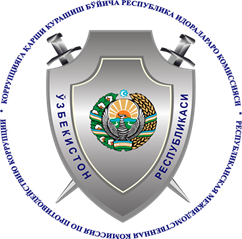 КОРРУПЦИЯГА ҚАРШИ КУРАШИШ БЎЙИЧА РЕСПУБЛИКА ИДОРАЛАРАРО КОМИССИЯСИ
РЕСПУБЛИКАНСКАЯ МЕЖВЕДОМСТВЕННАЯ КОМИССИЯ ПО ПРОТИВОДЕЙСТВИЮ КОРРУПЦИИ
ЎЗБЕКИСТОН
РЕСПУБЛИКАСИ